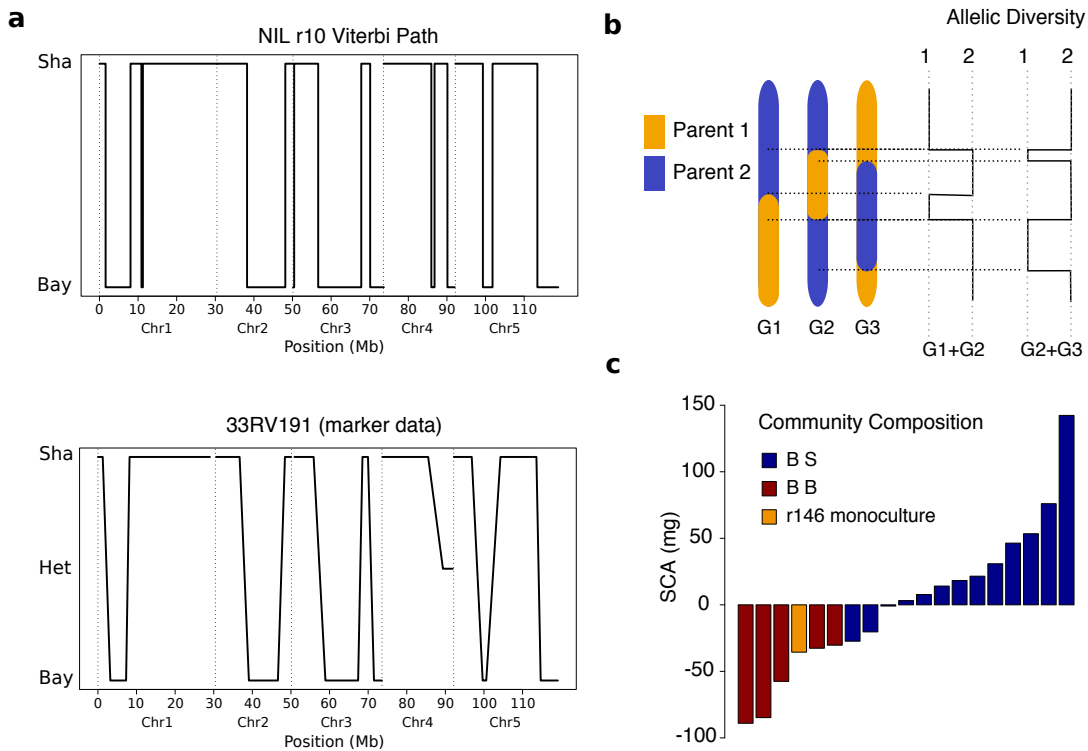 a
NIL r10 Viterbi Path
Sha
Bay
0 10 20 30 40 50 60 70 80 90 100 110
Chr1 Chr2 Chr3 Chr4 Chr5
Position (Mb)
33RV191 (marker data)
Sha
Het
Bay
0 10 20 30 40 50 60 70 80 90 100 110
Chr1 Chr2 Chr3 Chr4 Chr5
Position (Mb)
b
Allelic Diversity
1 2 1 2
Parent 1
Parent 2
G1 G2 G3
G1+G2 G2+G3
c
150
100
50
0
-50
-100
SCA (mg)
Community Composition
B S
B B
r146 monoculture